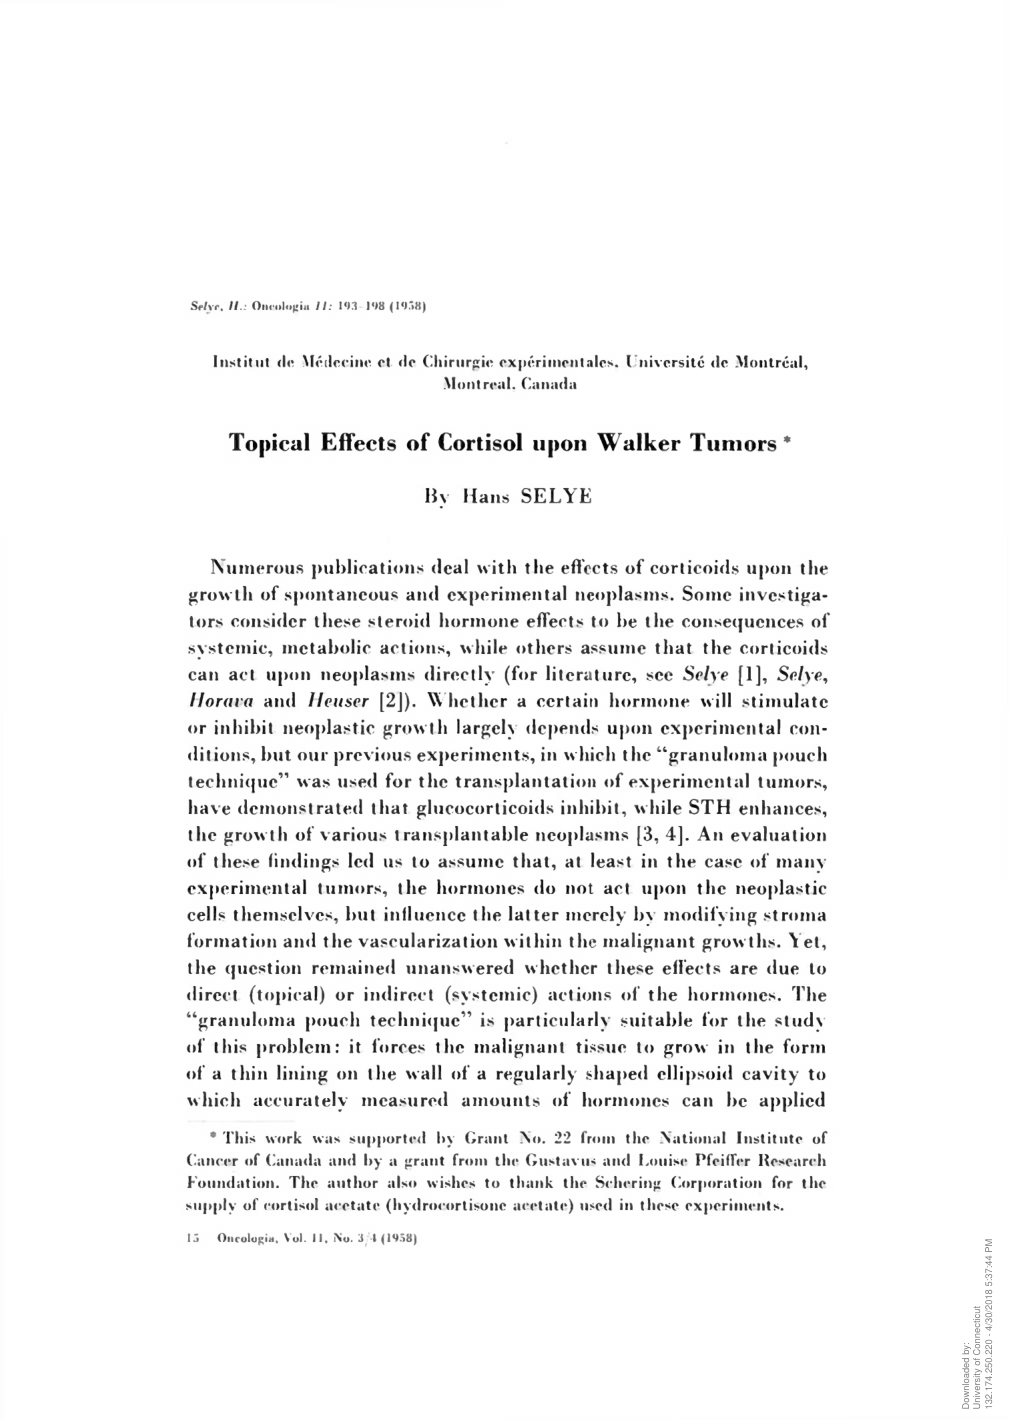 Selye, H.: Oncologia 11: 193-198 (1958)
Institut de Médecine et de Chirurgie expérimentales, Université de Montréal,
Montreal, Canada
Topical Effects of Cortisol upon Walker Tumors *
By Hans SELYE
Numerous publications deal with the effects of corticoids upon the
growth of spontaneous and experimental neoplasms. Some investiga-
tors consider these steroid hormone effects to be the consequences of
systemic, metabolic actions, while others assume that the corticoids
can act upon neoplasms directly (for literature, see Selye [1], Selye,
Horava and Heuser [2]). Whether a certain hormone will stimulate
or inhibit neoplastic growth largely depends upon experimental con-
ditions, but our previous experiments, in which the “granuloma pouch
technique” was used for the transplantation of experimental tumors,
have demonstrated that glucocorticoids inhibit, while STH enhances,
the growth of various transplantable neoplasms [3, 4]. An evaluation
of these findings led us to assume that, at least in the case of many
experimental tumors, the hormones do not act upon the neoplastic
cells themselves, but influence the latter merely by modifying stroma
formation and the vascularization within the malignant growths. Yet,
the question remained unanswered whether these effects are due to
direct (topical) or indirect (systemic) actions of the hormones. The
“granuloma pouch technique” is particularly suitable for the study
of this problem: it forces the malignant tissue to grow in the form
of a thin lining on the wall of a regularly shaped ellipsoid cavity to
which accurately measured amounts of hormones can be applied
* This work was supported by Grant No. 22 from the National Institute of
Cancer of Canada and by a grant from the Gustavus and Louise Pfeiffer Research
Foundation. The author also wishes to thank the Schering Corporation for the
supply of cortisol acetate (hydrocortisone acetate) used in these experiments.
15 Oncologia, Vol. 11, No. 3/4 (1958)
Downloaded by:
University of Connecticut
132.174.250.220 - 4/30/2018 5:37:44 PM